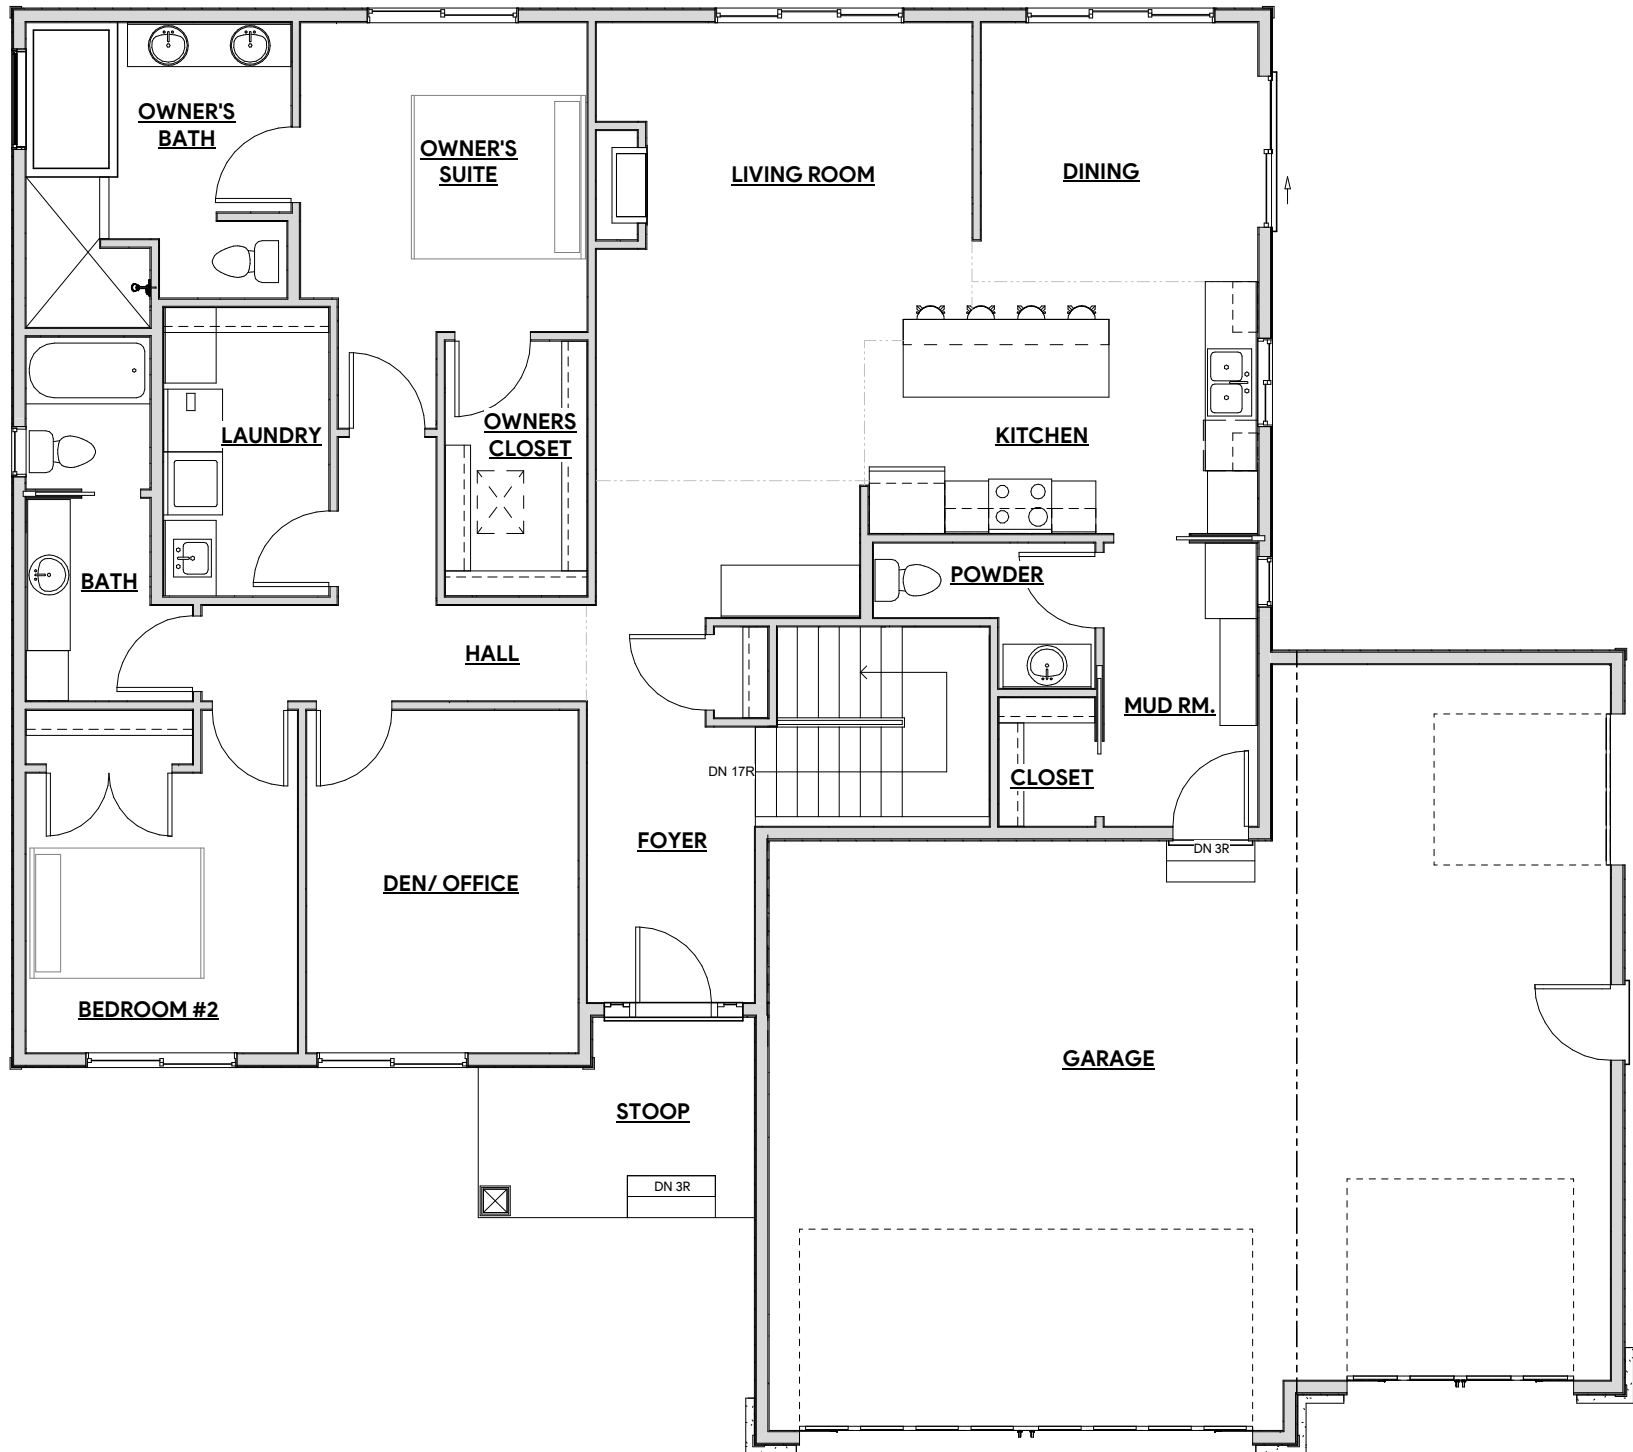 OWNER'S
BATH
OWNER'S
SUITE
LIVING ROOM
DINING
OWNERS
CLOSET
LAUNDRY
KITCHEN
BATH
POWDER
HALL
MUD RM.
DN 17R
CLOSET
FOYER
DN 3R
DEN/ OFFICE
BEDROOM #2
GARAGE
STOOP
DN 3R